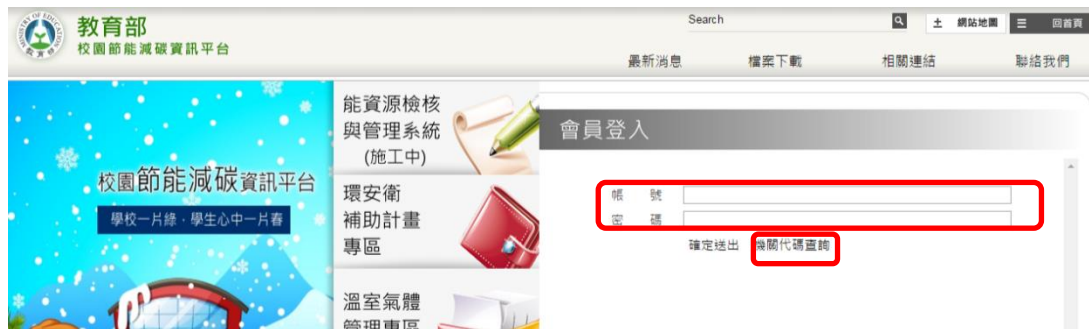 教育部
校園節能減碳資訊平台
Search
網站地圖
回首頁
最新消息
檔案下載
相關連結
聯絡我們
校園節能減碳資訊平台
學校一片綠．學生心中一片春
能資源檢核
與管理系統
(施工中)
環安衛
補助計畫
專區
溫室氣體
管理專區
會員登入
帳 號
密 碼
確定送出 機關代碼查詢